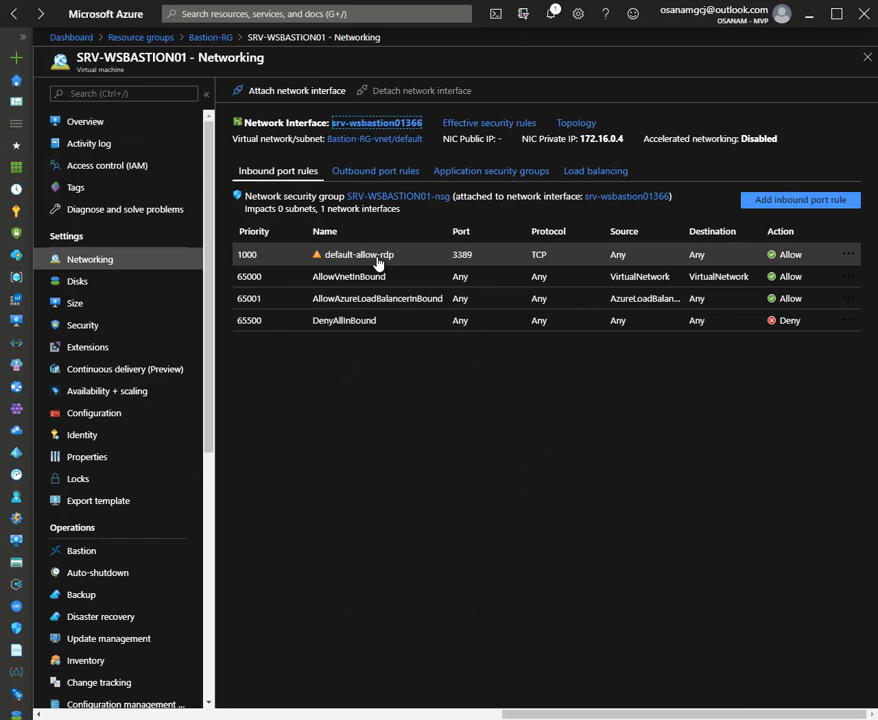 Microsoft Azure
Search resources, services, and docs (G+/)
1
osanamgcj@outlook.com
OSANAM - MVP
Dashboard > Resource groups > Bastion-RG > SRV-WSBASTION01 - Networking
SRV-WSBASTION01 - Networking
Virtual machine
Search (Ctrl+/)
Overview
Activity log
Access control (IAM)
Tags
Diagnose and solve problems
Settings
Networking
Disks
Size
Security
Extensions
Continuous delivery (Preview)
Availability + scaling
Configuration
Identity
Properties
Locks
Export template
Operations
Bastion
Auto-shutdown
Backup
Disaster recovery
Update management
Inventory
Change tracking
Configuration management ...
Attach network interface Detach network interface
Network Interface: srv-wsbastion01366 Effective security rules Topology
Virtual network/subnet: Bastion-RG-vnet/default NIC Public IP: - NIC Private IP: 172.16.0.4 Accelerated networking: Disabled
Inbound port rules Outbound port rules Application security groups Load balancing
Network security group SRV-WSBASTION01-nsg (attached to network interface: srv-wsbastion01366)
Impacts 0 subnets, 1 network interfaces
Add inbound port rule
Priority Name Port Protocol Source Destination Action
1000 default-allow-rdp 3389 TCP Any Any Allow ...
65000 AllowVnetInBound Any Any VirtualNetwork VirtualNetwork Allow ...
65001 AllowAzureLoadBalancerInBound Any Any AzureLoadBalan... Any Allow ...
65500 DenyAllInBound Any Any Any Any Deny ...